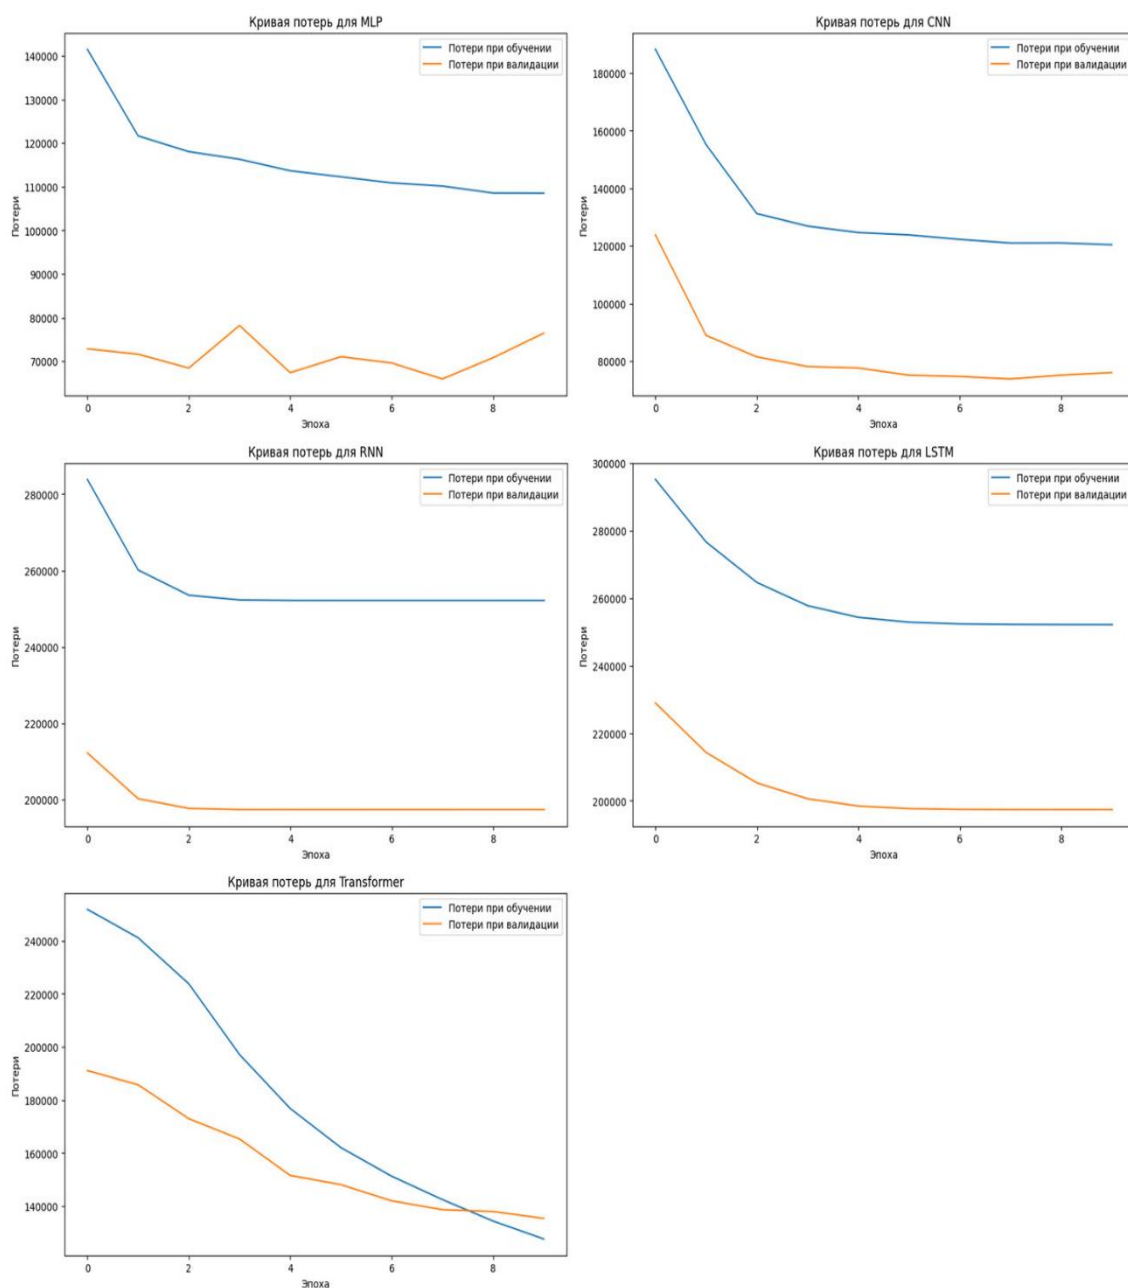 Кривая потерь для MLP
Потери при обучении
Потери при валидации
140000
130000
120000
110000
100000
90000
80000
70000
Потери
0 2 4 6 8
Эпоха
Кривая потерь для CNN
Потери при обучении
Потери при валидации
180000
160000
140000
120000
100000
80000
Потери
0 2 4 6 8
Эпоха
Кривая потерь для RNN
Потери при обучении
Потери при валидации
280000
260000
240000
220000
200000
Потери
0 2 4 6 8
Эпоха
Кривая потерь для LSTM
Потери при обучении
Потери при валидации
300000
280000
260000
240000
220000
200000
Потери
0 2 4 6 8
Эпоха
Кривая потерь для Transformer
Потери при обучении
Потери при валидации
240000
220000
200000
180000
160000
140000
Потери
0 2 4 6 8
Эпоха